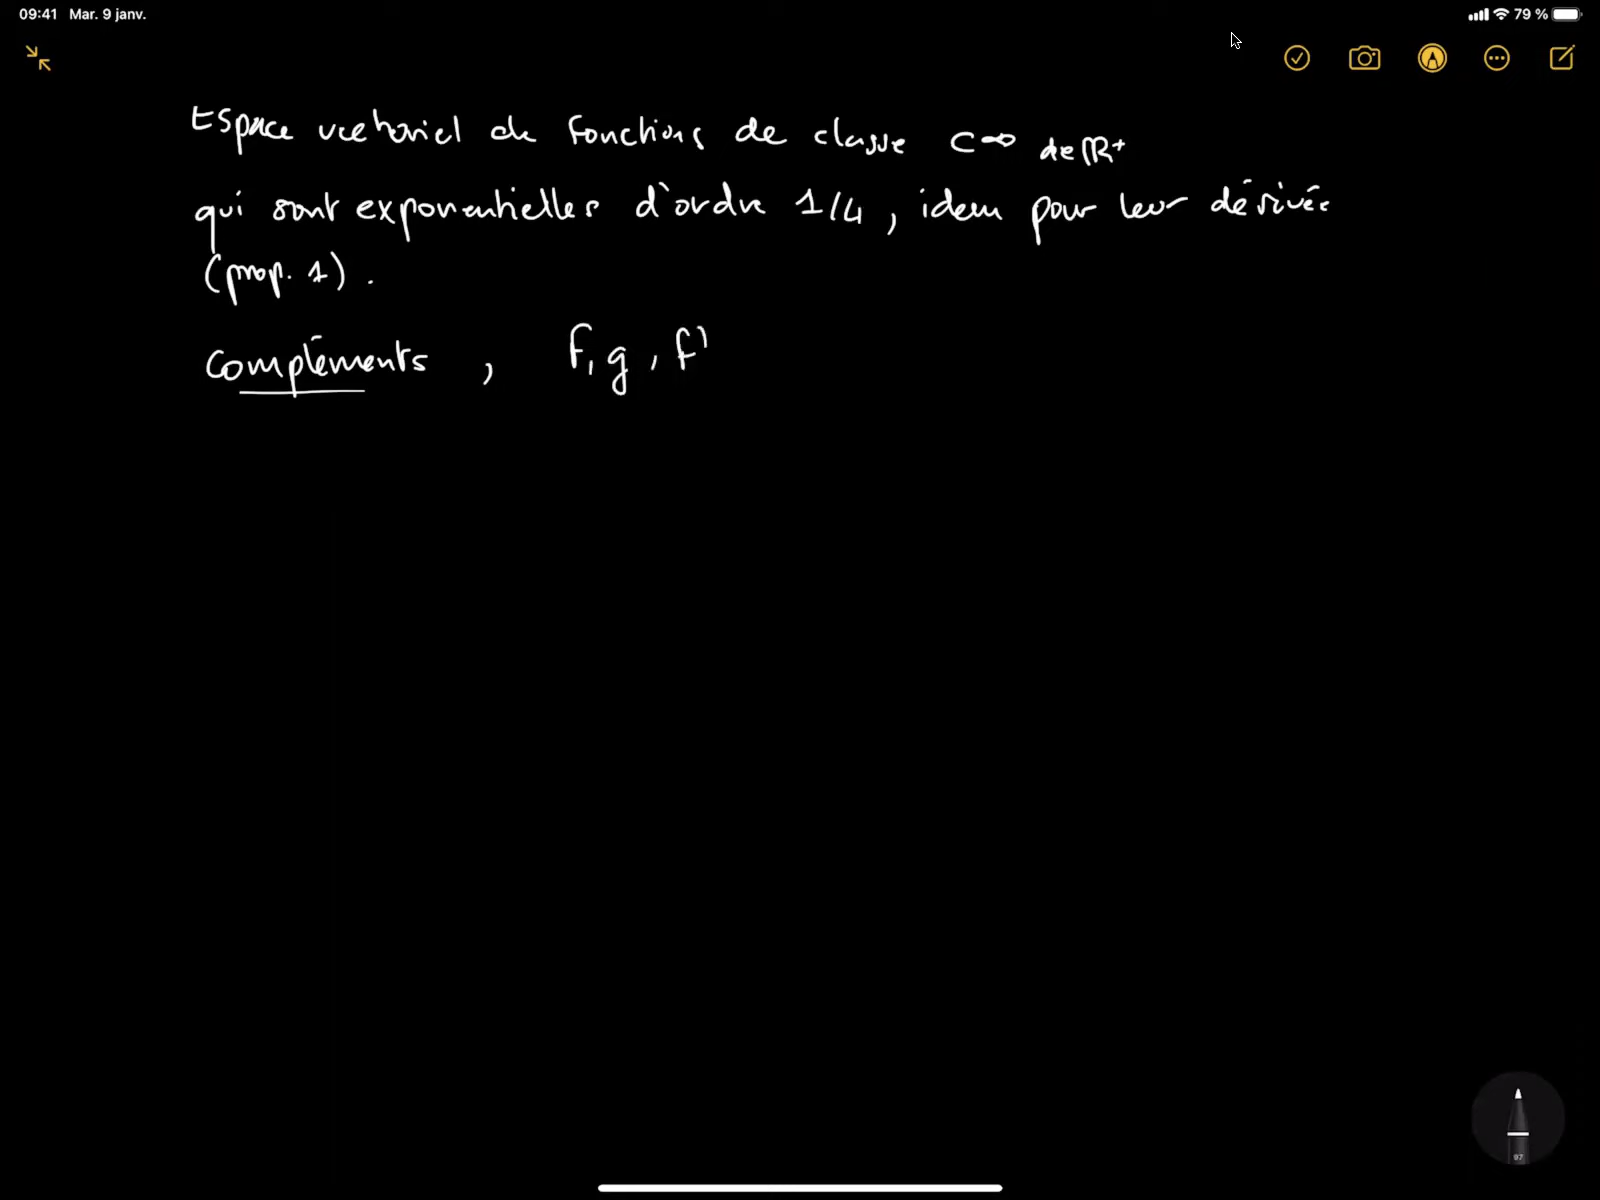 09:41 Mar. 9 janv. 79 %
Espace vectoriel de fonctions de classe C∞ de ℝ+
qui sont exponentielles d'ordre 1/4, idem pour leur dérivée
(prop. 1).
compléments, f, g, f'
97